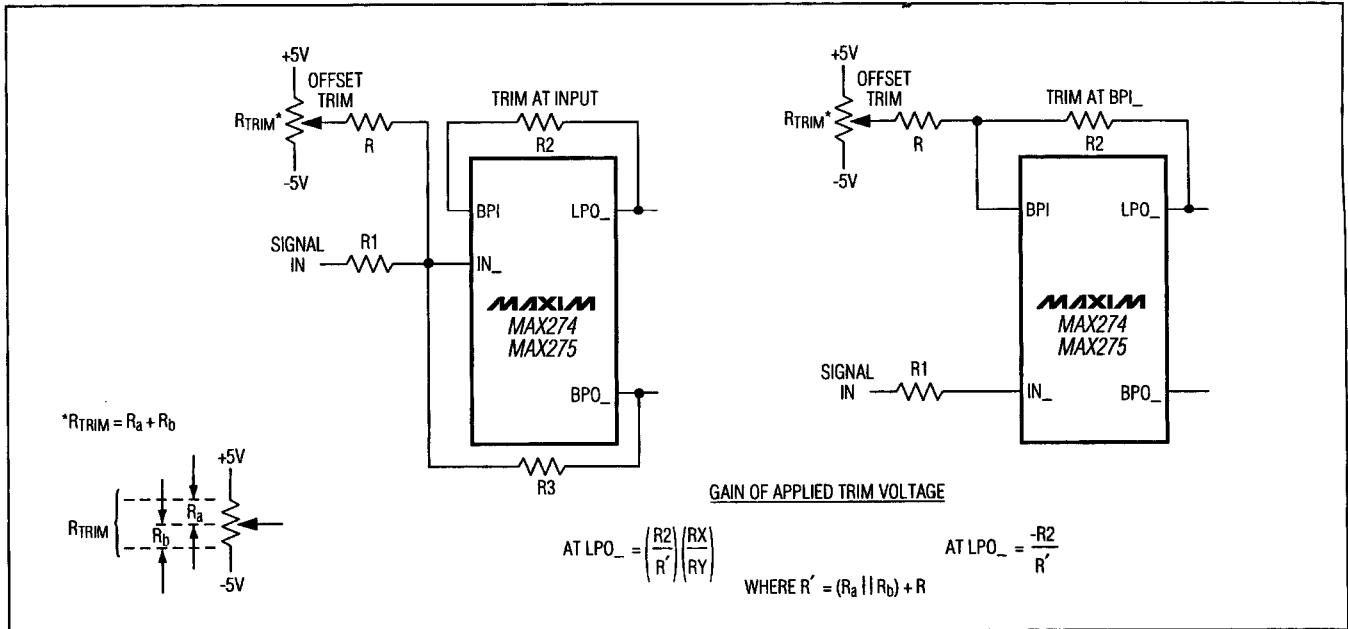 +5V
OFFSET
TRIM
RTRIM*
R
-5V
TRIM AT INPUT
R2
BPI
LPO_
SIGNAL
IN
R1
IN_
MAXIM
MAX274
MAX275
BPO_
R3
+5V
OFFSET
TRIM
RTRIM*
R
-5V
TRIM AT BPI_
R2
BPI
LPO_
MAXIM
MAX274
MAX275
SIGNAL
IN
R1
IN_
BPO_
*RTRIM = Ra + Rb
+5V
RTRIM
Ra
Rb
-5V
GAIN OF APPLIED TRIM VOLTAGE
AT LPO_ = (R2/R′)(RX/RY)
AT LPO_ = -R2/R′
WHERE R′ = (Ra || Rb) + R